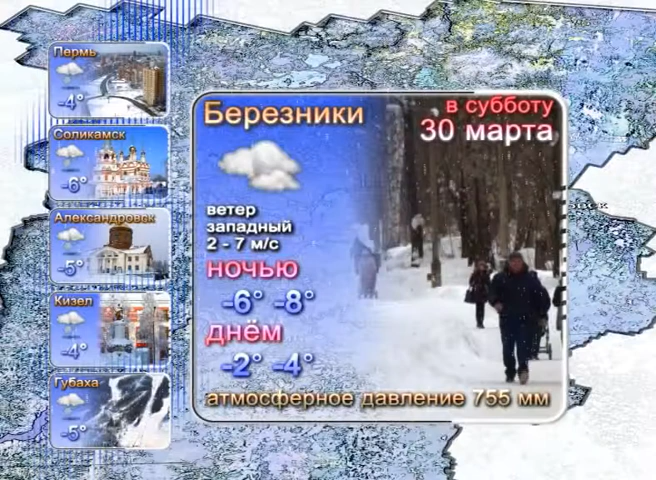 Пермь
-4°
Соликамск
-6°
Александровск
-5°
Кизел
-4°
Губаха
-5°
Березники
в субботу
30 марта
ветер
западный
2 - 7 м/с
ночью
-6° -8°
днём
-2° -4°
атмосферное давление 755 мм